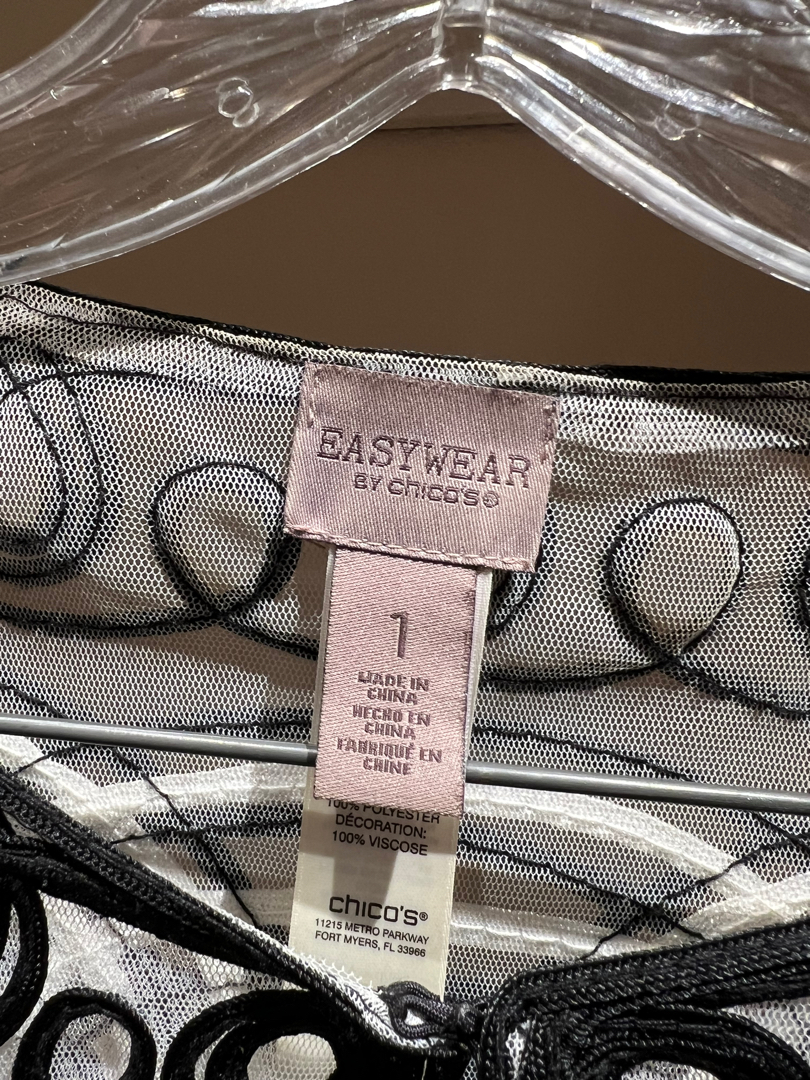 EASYWEAR
BY chico's®
1
MADE IN
CHINA
HECHO EN
CHINA
FABRIQUÉ EN
CHINE
100% POLYESTER
DÉCORATION:
100% VISCOSE
chico's®
11215 METRO PARKWAY
FORT MYERS, FL 33966